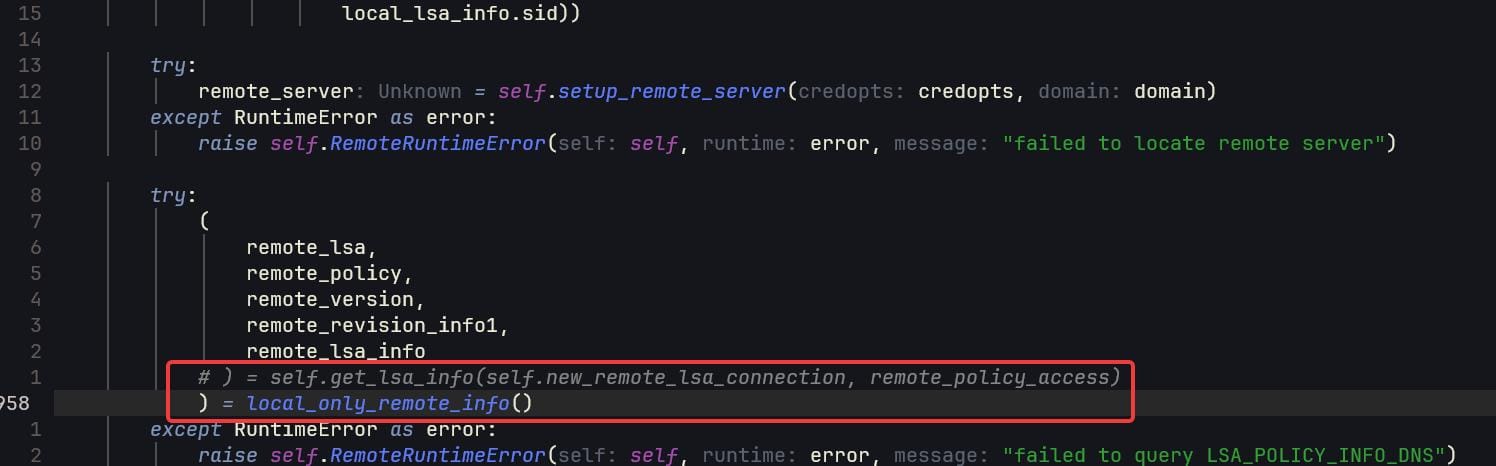 15 local_lsa_info.sid))
14
13 try:
12 remote_server: Unknown = self.setup_remote_server(credopts: credopts, domain: domain)
11 except RuntimeError as error:
10 raise self.RemoteRuntimeError(self: self, runtime: error, message: "failed to locate remote server")
9
8 try:
7 (
6 remote_lsa,
5 remote_policy,
4 remote_version,
3 remote_revision_info1,
2 remote_lsa_info
1 # ) = self.get_lsa_info(self.new_remote_lsa_connection, remote_policy_access)
958 ) = local_only_remote_info()
1 except RuntimeError as error:
2 raise self.RemoteRuntimeError(self: self, runtime: error, message: "failed to query LSA_POLICY_INFO_DNS")